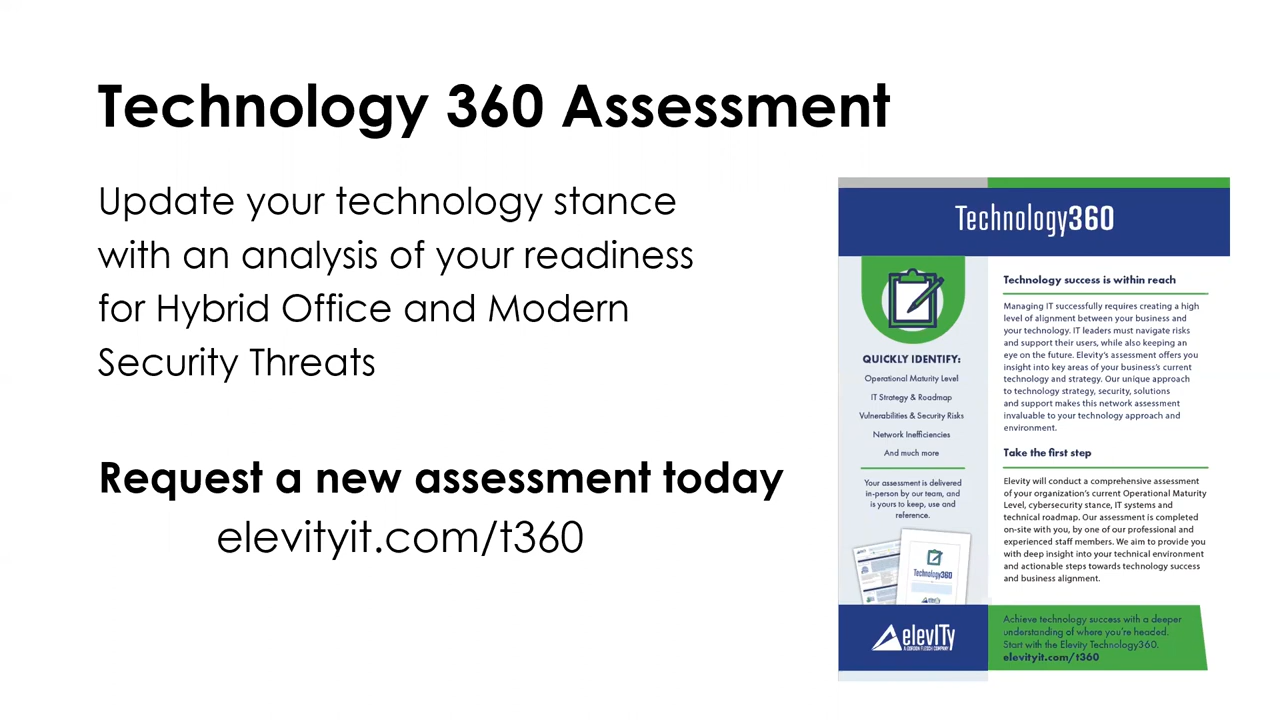 Technology 360 Assessment
Update your technology stance
with an analysis of your readiness
for Hybrid Office and Modern
Security Threats
Request a new assessment today
elevityit.com/t360
Technology360
QUICKLY IDENTIFY:
Operational Maturity Level
IT Strategy & Roadmap
Vulnerabilities & Security Risks
Network Inefficiencies
And much more
Your assessment is delivered
in-person by our team, and
is yours to keep, use and
reference.
Technology360
elevITy
A GORDON FLESCH COMPANY
Technology success is within reach
Managing IT successfully requires creating a high
level of alignment between your business and
your technology. IT leaders must navigate risks
and support their users, while also keeping an
eye on the future. Elevity's assessment offers you
insight into key areas of your business's current
technology and strategy. Our unique approach
to technology strategy, security, solutions
and support makes this network assessment
invaluable to your technology approach and
environment.
Take the first step
Elevity will conduct a comprehensive assessment
of your organization's current Operational Maturity
Level, cybersecurity stance, IT systems and
technical roadmap. Our assessment is completed
on-site with you, by one of our professional and
experienced staff members. We aim to provide you
with deep insight into your technical environment
and actionable steps towards technology success
and business alignment.
Achieve technology success with a deeper
understanding of where you're headed.
Start with the Elevity Technology360.
elevityit.com/t360